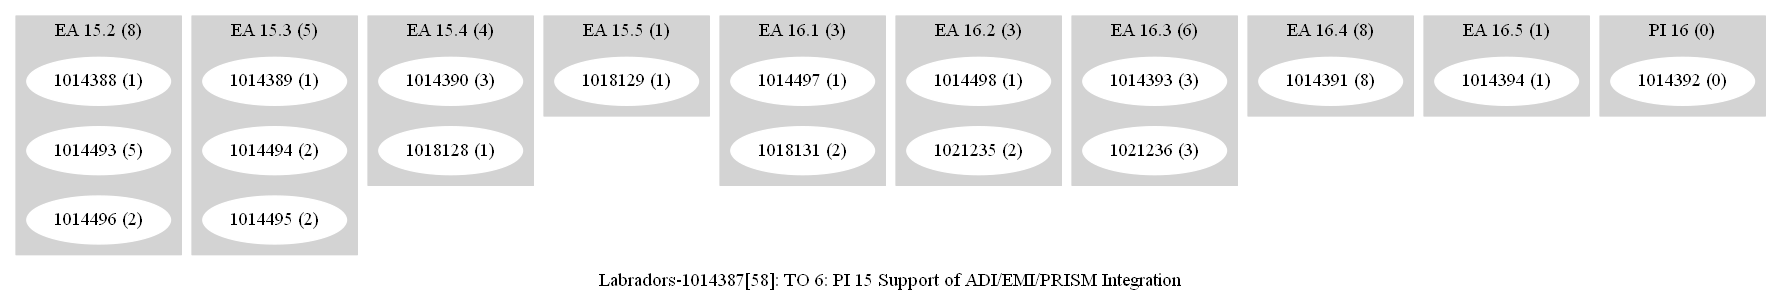 EA 15.2 (8) EA 15.3 (5) EA 15.4 (4) EA 15.5 (1) EA 16.1 (3) EA 16.2 (3) EA 16.3 (6) EA 16.4 (8) EA 16.5 (1) PI 16 (0)
1014388 (1) 1014389 (1) 1014390 (3) 1018129 (1) 1014497 (1) 1014498 (1) 1014393 (3) 1014391 (8) 1014394 (1) 1014392 (0)
1014493 (5) 1014494 (2) 1018128 (1) 1018131 (2) 1021235 (2) 1021236 (3)
1014496 (2) 1014495 (2)
Labradors-1014387[58]: TO 6: PI 15 Support of ADI/EMI/PRISM Integration